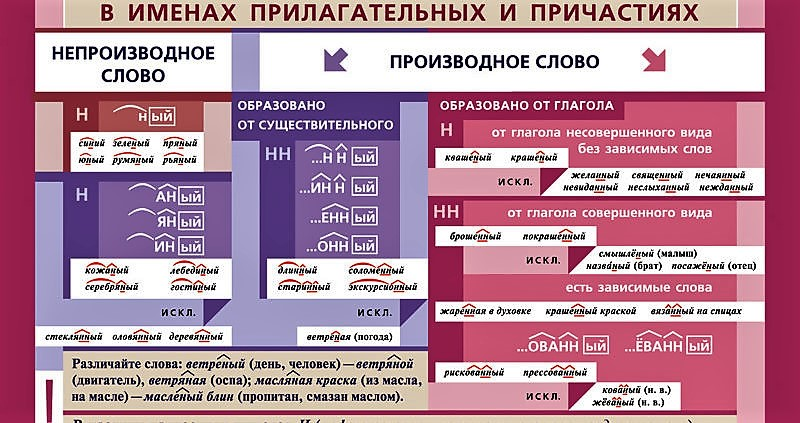 В ИМЕНАХ ПРИЛАГАТЕЛЬНЫХ И ПРИЧАСТИЯХ
НЕПРОИЗВОДНОЕ
СЛОВО
ПРОИЗВОДНОЕ СЛОВО
Н
Н ЫЙ
синий зелёный пряный
юный румяный рьяный
Н
АН ЫЙ
ЯН ЫЙ
ИН ЫЙ
кожаный лебединый
серебряный гостиный
ИСКЛ.
стеклянный оловянный деревянный
ОБРАЗОВАНО
ОТ СУЩЕСТВИТЕЛЬНОГО
НН
...Н Н ЫЙ
...ИН Н ЫЙ
...ЕНН ЫЙ
...ОНН ЫЙ
длинный соломенный
старинный экскурсионный
ИСКЛ.
ветреная (погода)
Различайте слова: ветреный (день, человек) — ветряной
(двигатель), ветряная (оспа); масляная краска (из масла,
на масле) — масленый блин (пропитан, смазан маслом).
ОБРАЗОВАНО ОТ ГЛАГОЛА
Н
от глагола несовершенного вида
без зависимых слов
квашеный крашеный
ИСКЛ.
желанный священный нечаянный
невиданный неслыханный нежданный
НН
от глагола совершенного вида
брошенный покрашенный
ИСКЛ.
смышлёный (малыш)
названый (брат) посажёный (отец)
есть зависимые слова
жаренная в духовке крашенный краской вязанный на спицах
...ОВАНН ЫЙ ...ЁВАНН ЫЙ
рискованный прессованный
ИСКЛ.
кованый (н. в.)
жёваный (н. в.)
!